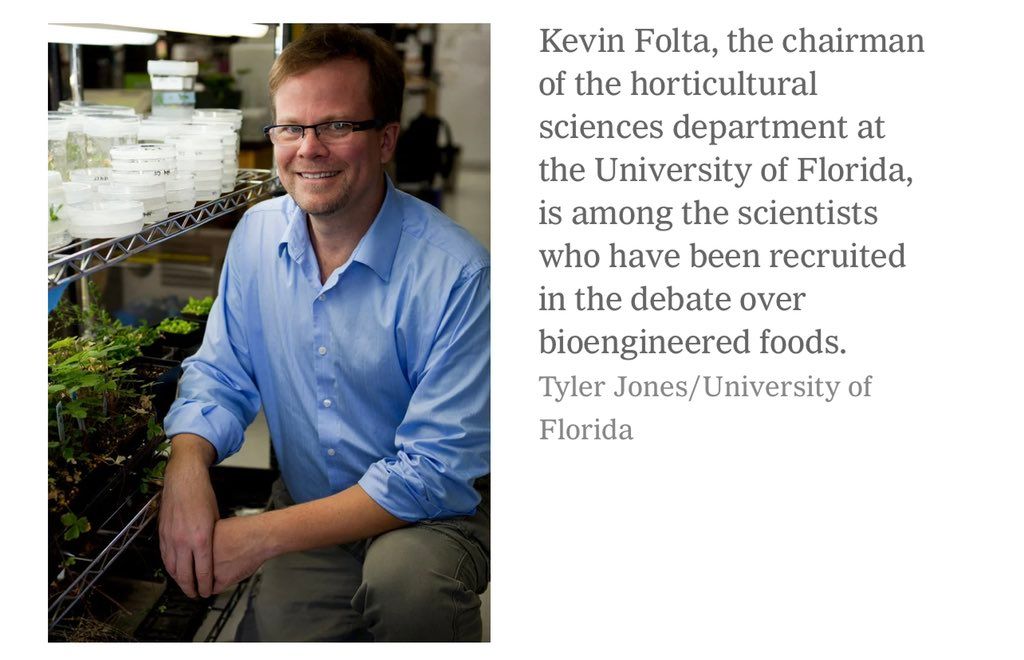 Kevin Folta, the chairman
of the horticultural
sciences department at
the University of Florida,
is among the scientists
who have been recruited
in the debate over
bioengineered foods.
Tyler Jones/University of
Florida